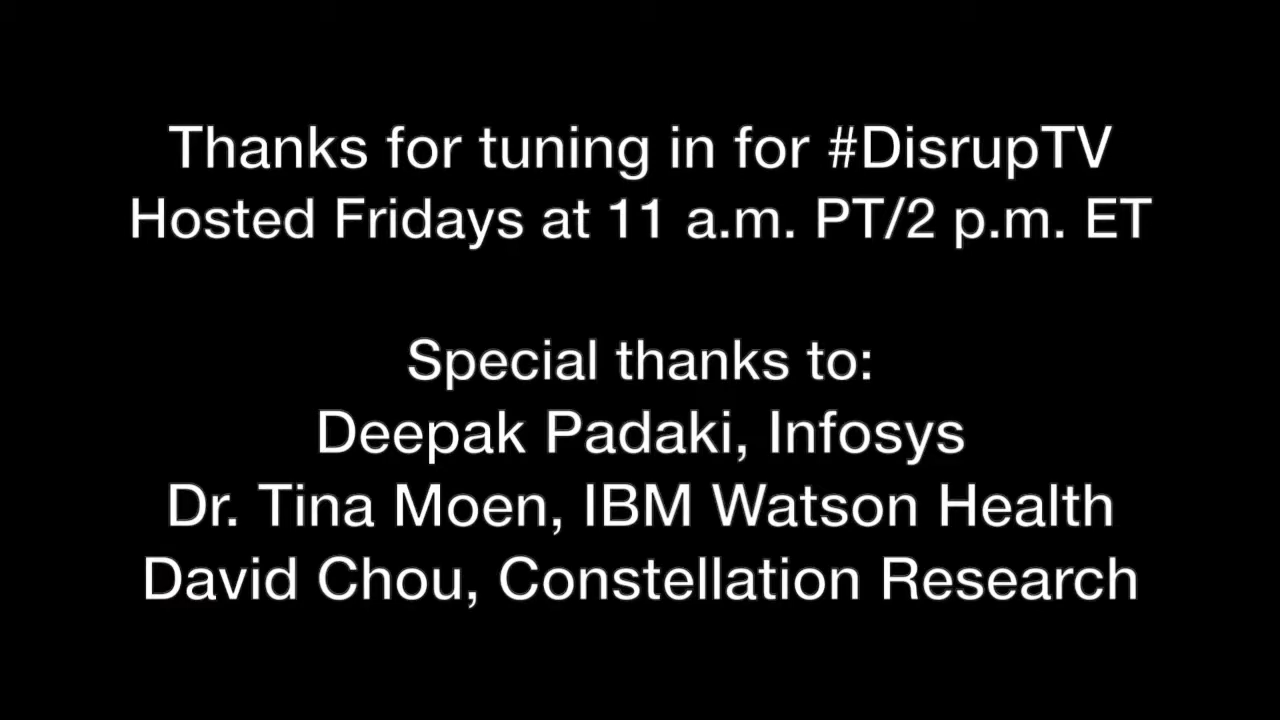 Thanks for tuning in for #DisrupTV
Hosted Fridays at 11 a.m. PT/2 p.m. ET
Special thanks to:
Deepak Padaki, Infosys
Dr. Tina Moen, IBM Watson Health
David Chou, Constellation Research